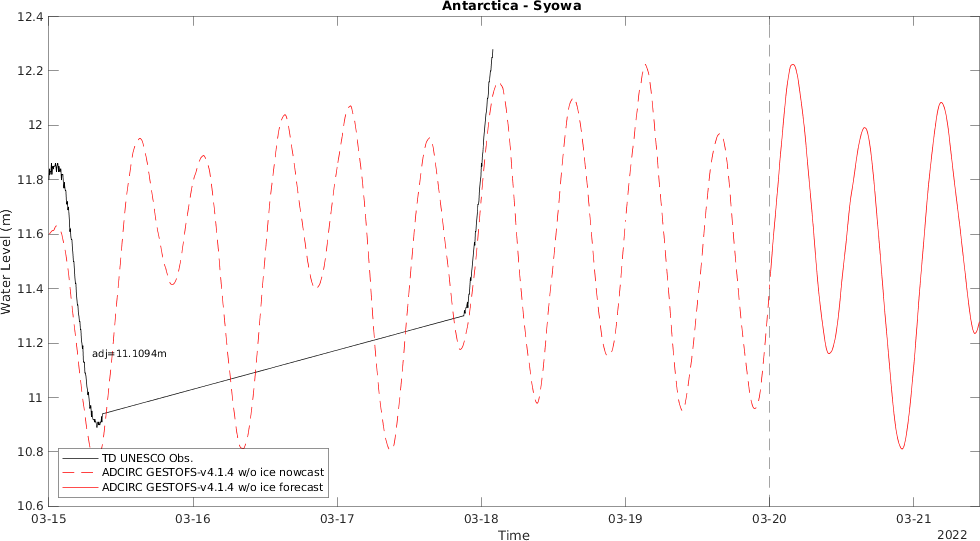 Antarctica - Syowa
12.4
12.2
12
11.8
11.6
11.4
11.2
11
10.8
10.6
Water Level (m)
adj=11.1094m
TD UNESCO Obs.
ADCIRC GESTOFS-v4.1.4 w/o ice nowcast
ADCIRC GESTOFS-v4.1.4 w/o ice forecast
03-15 03-16 03-17 03-18 03-19 03-20 03-21
Time
2022